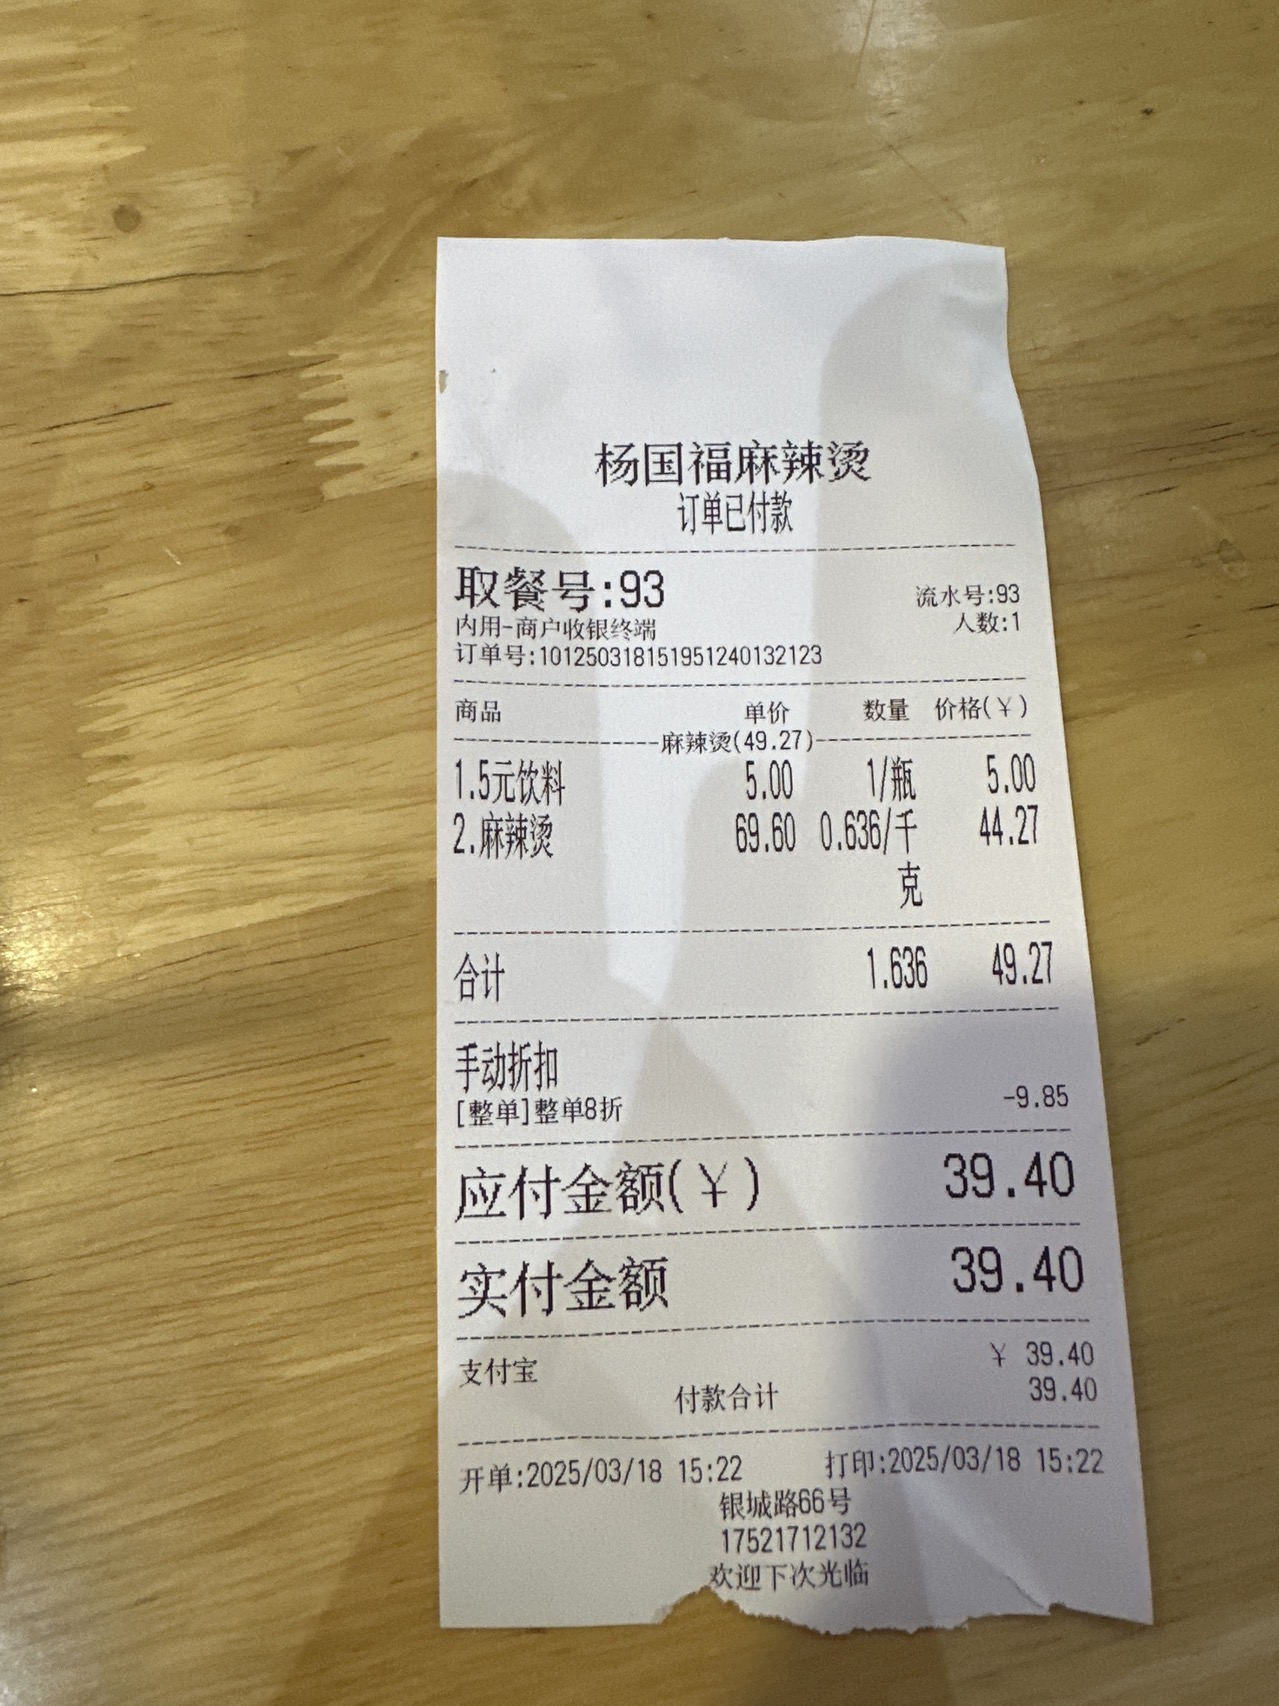 杨国福麻辣烫
订单已付款
取餐号:93 流水号:93
内用-商户收银终端 人数:1
订单号:1012503181519512401 32123
商品 单价 数量 价格(¥)
麻辣烫(49.27)
1.5元饮料 5.00 1/瓶 5.00
2.麻辣烫 69.60 0.636/千 44.27
克
合计 1.636 49.27
手动折扣
[整单]整单8折 -9.85
应付金额(¥) 39.40
实付金额 39.40
支付宝 ¥ 39.40
付款合计 39.40
开单:2025/03/18 15:22 打印:2025/03/18 15:22
银城路66号
17521712132
欢迎下次光临